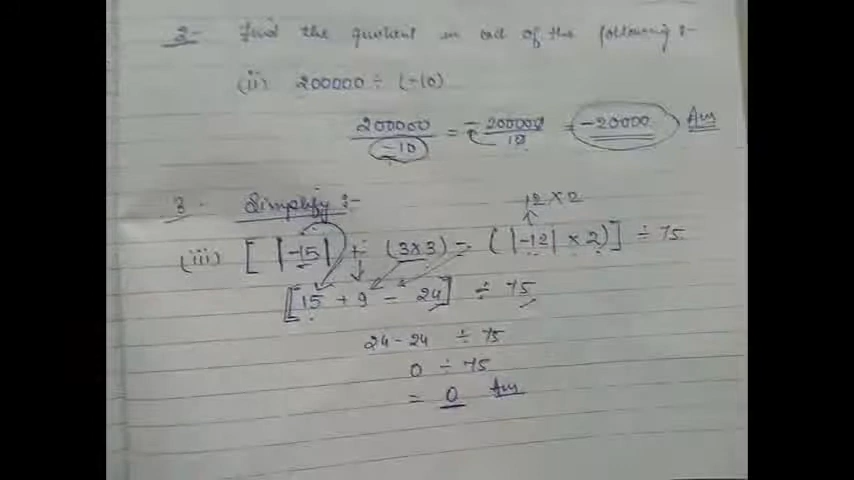 2- Find the quotient in each of the following :-
(ii) 200000 ÷ (-10)
200000/-10 = -200000/10 = -20000 Ans
3. Simplify :-
12 x 2
(iii) [ |-15| + (3x3) - (|-12| x 2) ] ÷ 75
[15 + 9 - 24] ÷ 75
24 - 24 ÷ 75
0 ÷ 75
= 0 Ans